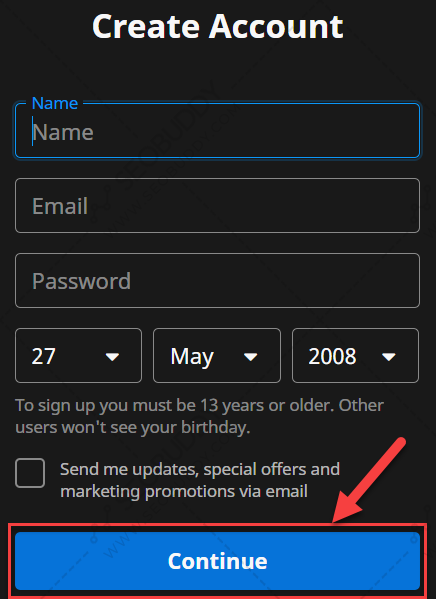 Create Account
Name
Name
Email
Password
27 May 2008
To sign up you must be 13 years or older. Other
users won't see your birthday.
Send me updates, special offers and
marketing promotions via email
Continue
SEOBUDDY